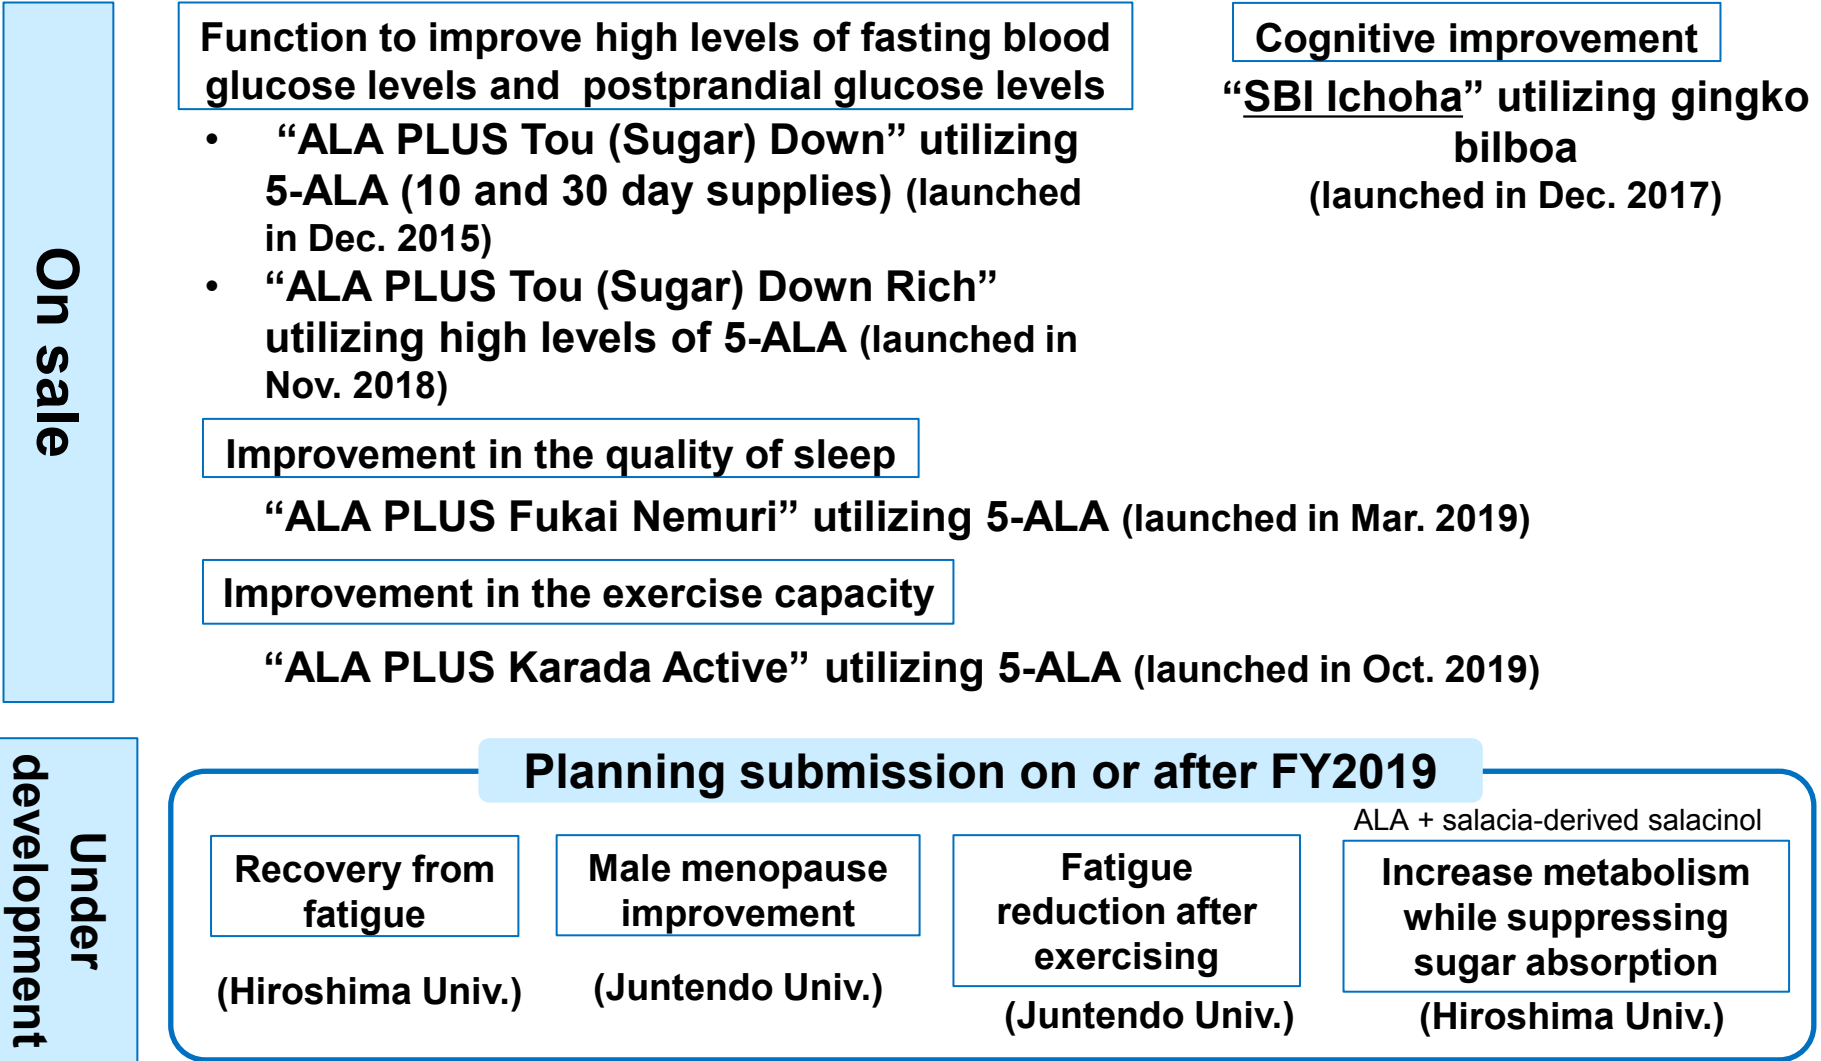 On sale
Function to improve high levels of fasting blood
glucose levels and postprandial glucose levels
• “ALA PLUS Tou (Sugar) Down” utilizing
5-ALA (10 and 30 day supplies) (launched
in Dec. 2015)
• “ALA PLUS Tou (Sugar) Down Rich”
utilizing high levels of 5-ALA (launched in
Nov. 2018)
Cognitive improvement
“SBI Ichoha” utilizing gingko
bilboa
(launched in Dec. 2017)
Improvement in the quality of sleep
“ALA PLUS Fukai Nemuri” utilizing 5-ALA (launched in Mar. 2019)
Improvement in the exercise capacity
“ALA PLUS Karada Active” utilizing 5-ALA (launched in Oct. 2019)
Under
development
Planning submission on or after FY2019
Recovery from
fatigue
(Hiroshima Univ.)
Male menopause
improvement
(Juntendo Univ.)
Fatigue
reduction after
exercising
(Juntendo Univ.)
ALA + salacia-derived salacinol
Increase metabolism
while suppressing
sugar absorption
(Hiroshima Univ.)